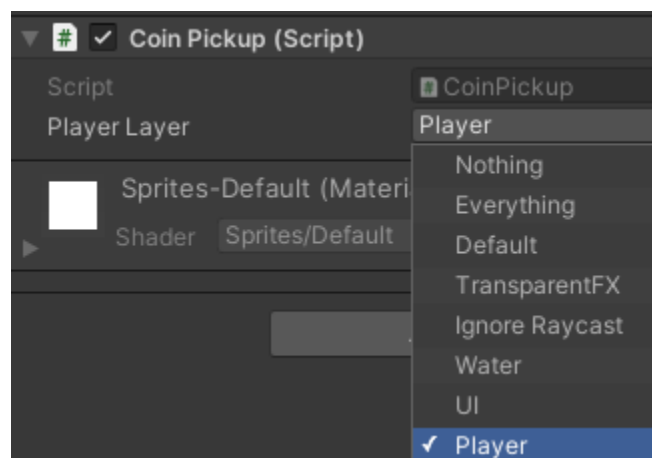 # Coin Pickup (Script)
Script # CoinPickup
Player Layer Player
Nothing
Sprites-Default (Materi
Everything
Shader Sprites/Default
Default
TransparentFX
Ignore Raycast
Water
UI
✓ Player